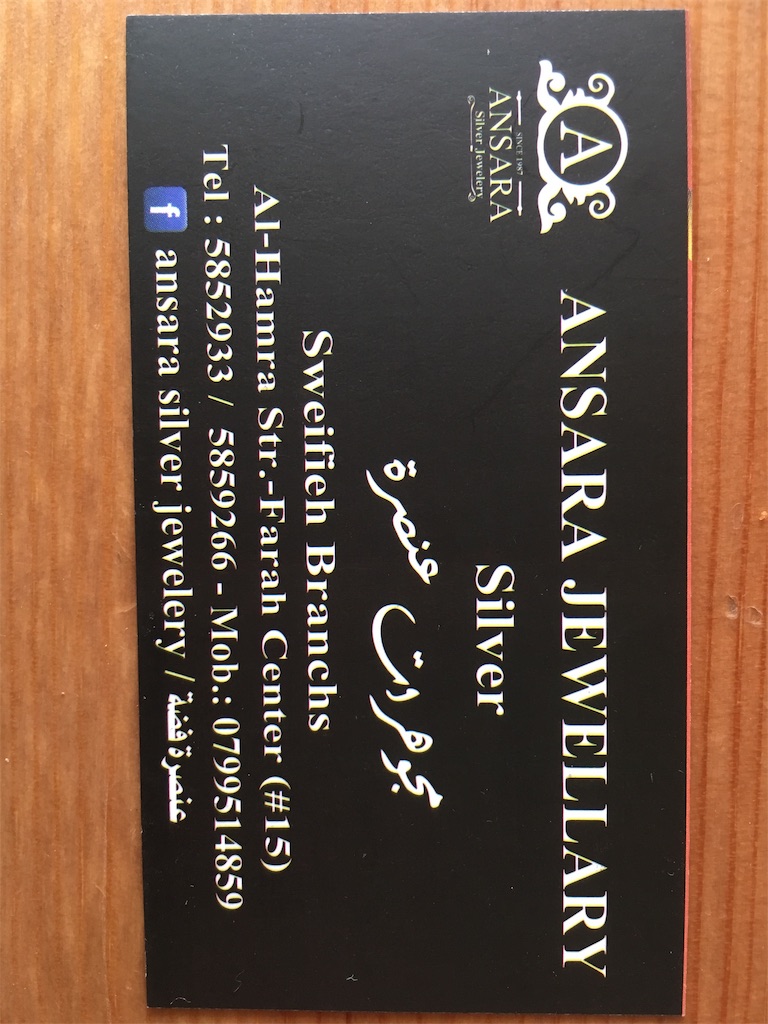 A
SINCE 1987
ANSARA
Silver Jewelery
ANSARA JEWELLARY
Silver
مجوهرات عنصرة
Sweifieh Branchs
Al-Hamra Str.-Farah Center (#15)
Tel : 5852933 / 5859266 - Mob.: 0799514859
f ansara silver jewelery / عنصرة فضة